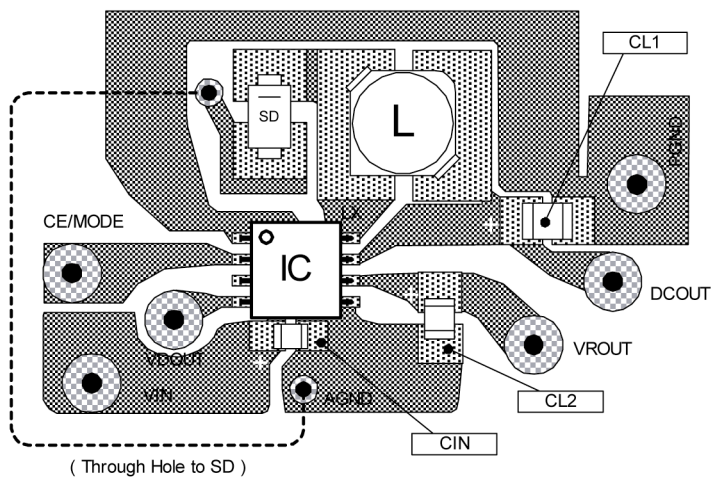 CL1
SD
L
PGND
LX
CE/MODE
IC
DCOUT
VDOUT
VROUT
VIN
AGND
CL2
CIN
( Through Hole to SD )